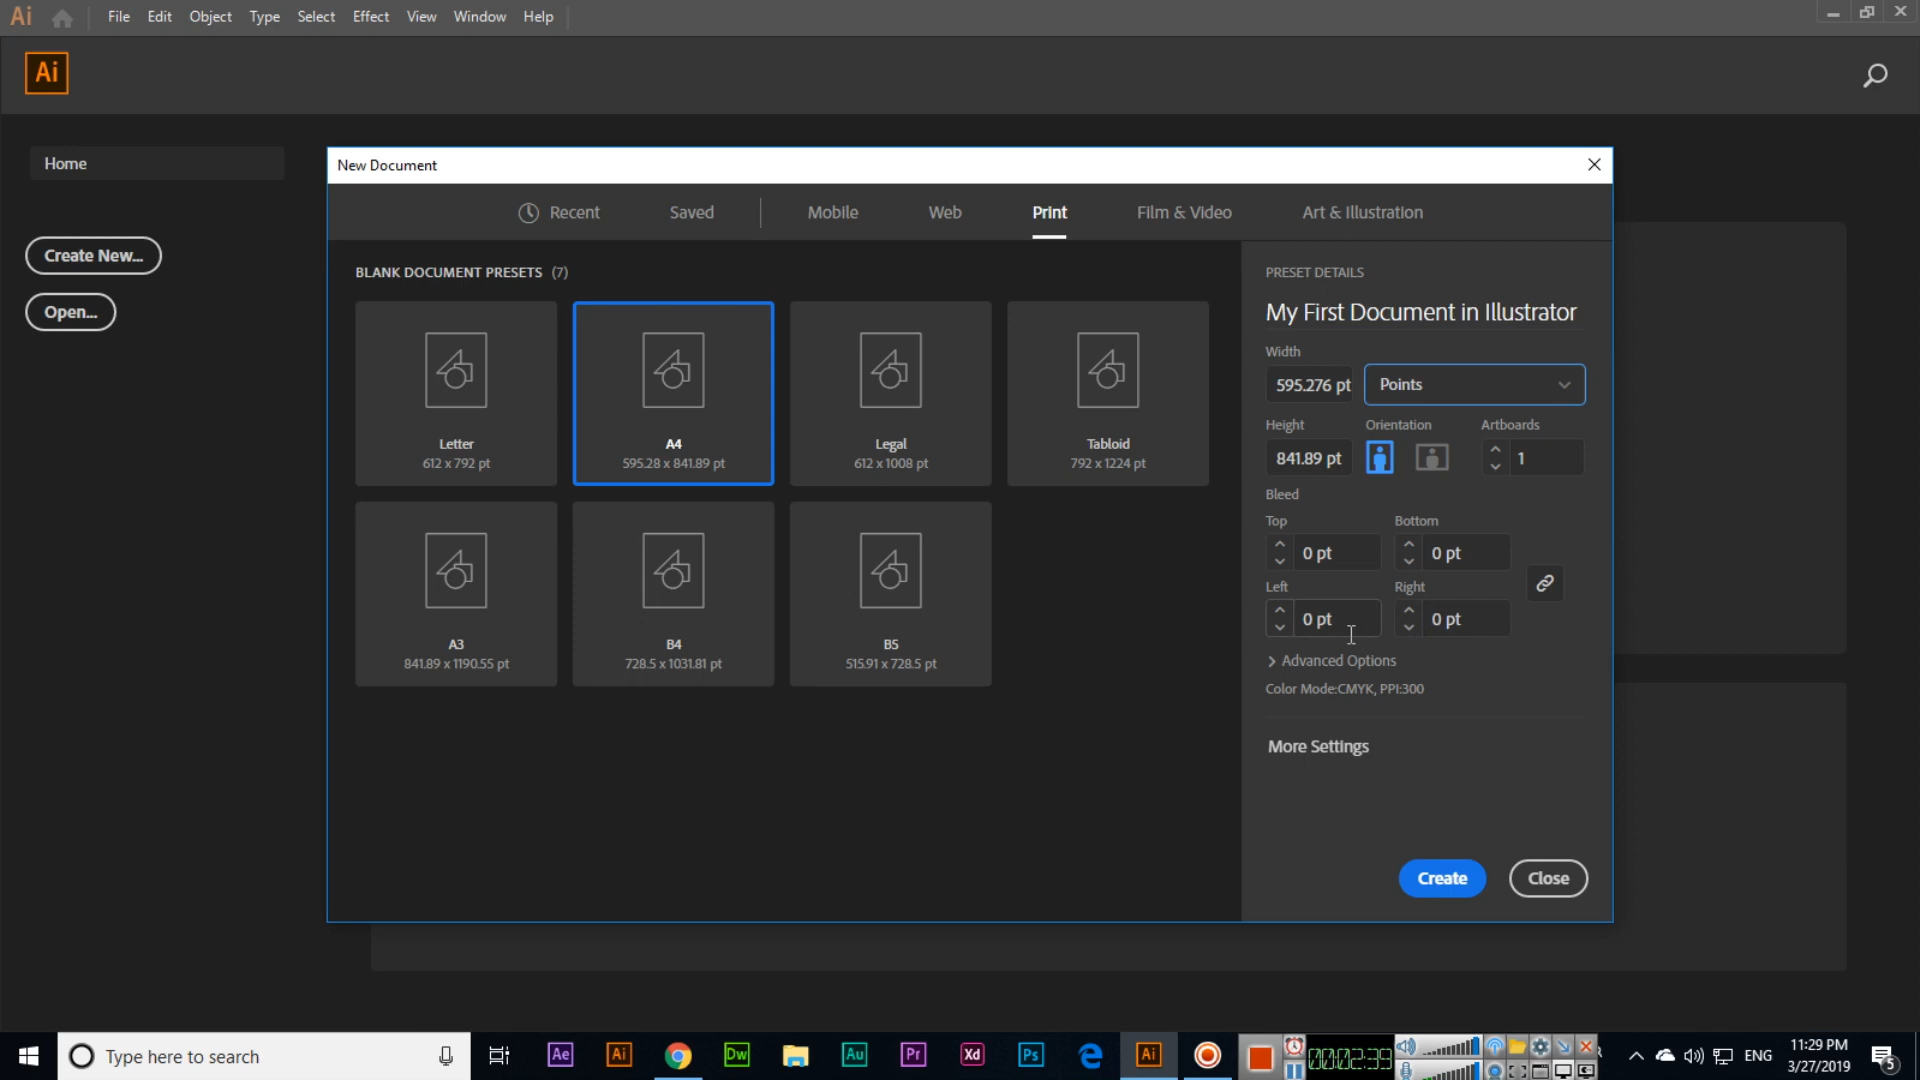 Ai File Edit Object Type Select Effect View Window Help
Ai
Home
Create New...
Open...
New Document
Recent Saved Mobile Web Print Film & Video Art & Illustration
BLANK DOCUMENT PRESETS (7)
Letter
612 x 792 pt
A4
595.28 x 841.89 pt
Legal
612 x 1008 pt
Tabloid
792 x 1224 pt
A3
841.89 x 1190.55 pt
B4
728.5 x 1031.81 pt
B5
515.91 x 728.5 pt
PRESET DETAILS
My First Document in Illustrator
Width
595.276 pt Points
Height Orientation Artboards
841.89 pt 1
Bleed
Top Bottom
0 pt 0 pt
Left Right
0 pt 0 pt
Advanced Options
Color Mode:CMYK, PPI:300
More Settings
Create Close
Type here to search
Ae Ai Dw Au Pr Xd Ps Ai
00:02:39
ENG
11:29 PM
3/27/2019
5